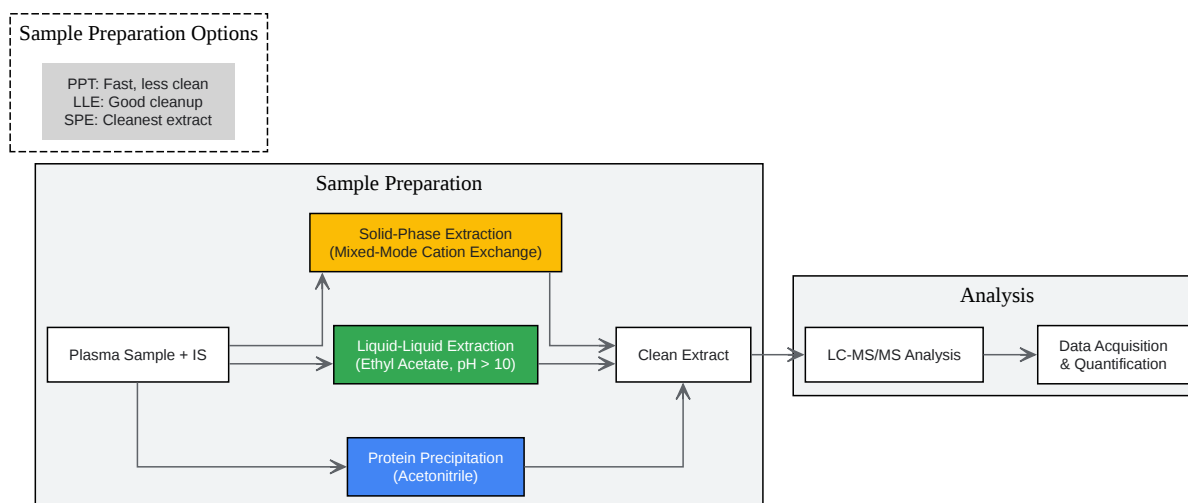 Sample Preparation Options
PPT: Fast, less clean
LLE: Good cleanup
SPE: Cleanest extract
Sample Preparation
Solid-Phase Extraction
(Mixed-Mode Cation Exchange)
Plasma Sample + IS
Liquid-Liquid Extraction
(Ethyl Acetate, pH > 10)
Clean Extract
Protein Precipitation
(Acetonitrile)
Analysis
LC-MS/MS Analysis
Data Acquisition
& Quantification